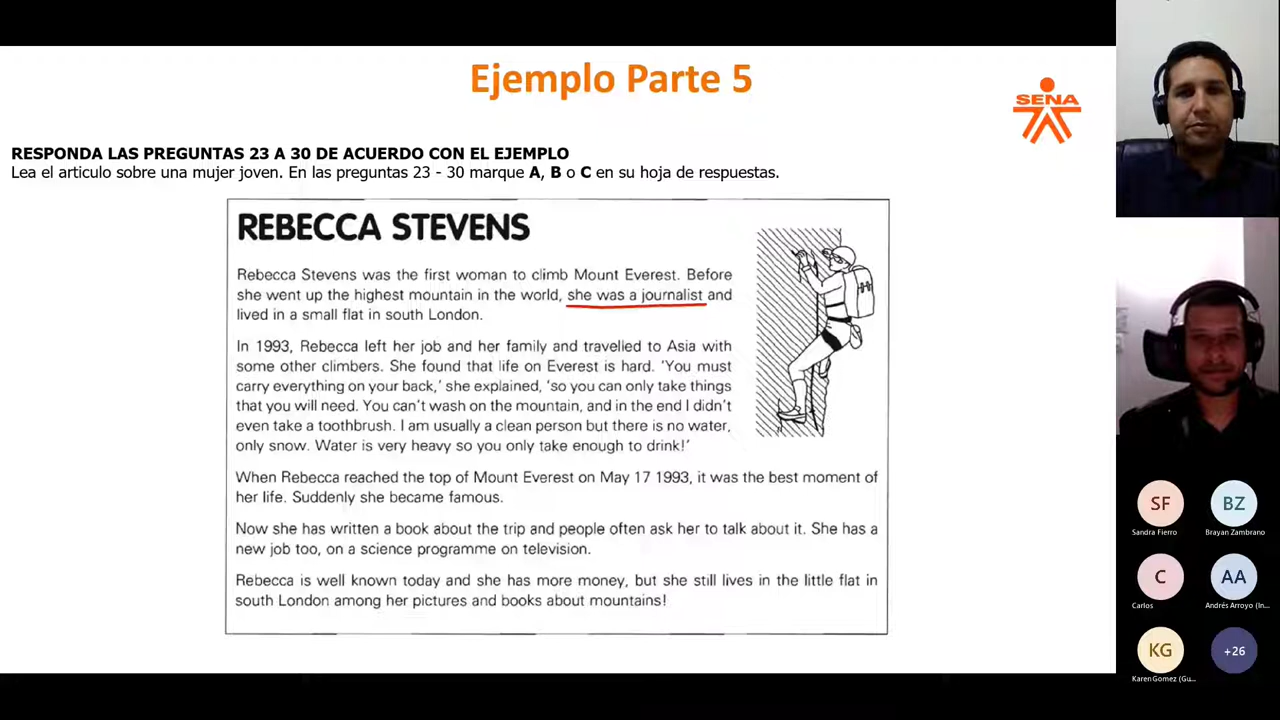 Ejemplo Parte 5
SENA
RESPONDA LAS PREGUNTAS 23 A 30 DE ACUERDO CON EL EJEMPLO
Lea el articulo sobre una mujer joven. En las preguntas 23 - 30 marque A, B o C en su hoja de respuestas.
REBECCA STEVENS
Rebecca Stevens was the first woman to climb Mount Everest. Before
she went up the highest mountain in the world, she was a journalist and
lived in a small flat in south London.
In 1993, Rebecca left her job and her family and travelled to Asia with
some other climbers. She found that life on Everest is hard. 'You must
carry everything on your back,' she explained, 'so you can only take things
that you will need. You can't wash on the mountain, and in the end I didn't
even take a toothbrush. I am usually a clean person but there is no water,
only snow. Water is very heavy so you only take enough to drink!'
When Rebecca reached the top of Mount Everest on May 17 1993, it was the best moment of
her life. Suddenly she became famous.
Now she has written a book about the trip and people often ask her to talk about it. She has a
new job too, on a science programme on television.
Rebecca is well known today and she has more money, but she still lives in the little flat in
south London among her pictures and books about mountains!
SF
Sandra Fierro
BZ
Brayan Zambrano
C
Carlos
AA
Andrés Arroyo (In...
KG
Karen Gomez (Gu...
+26